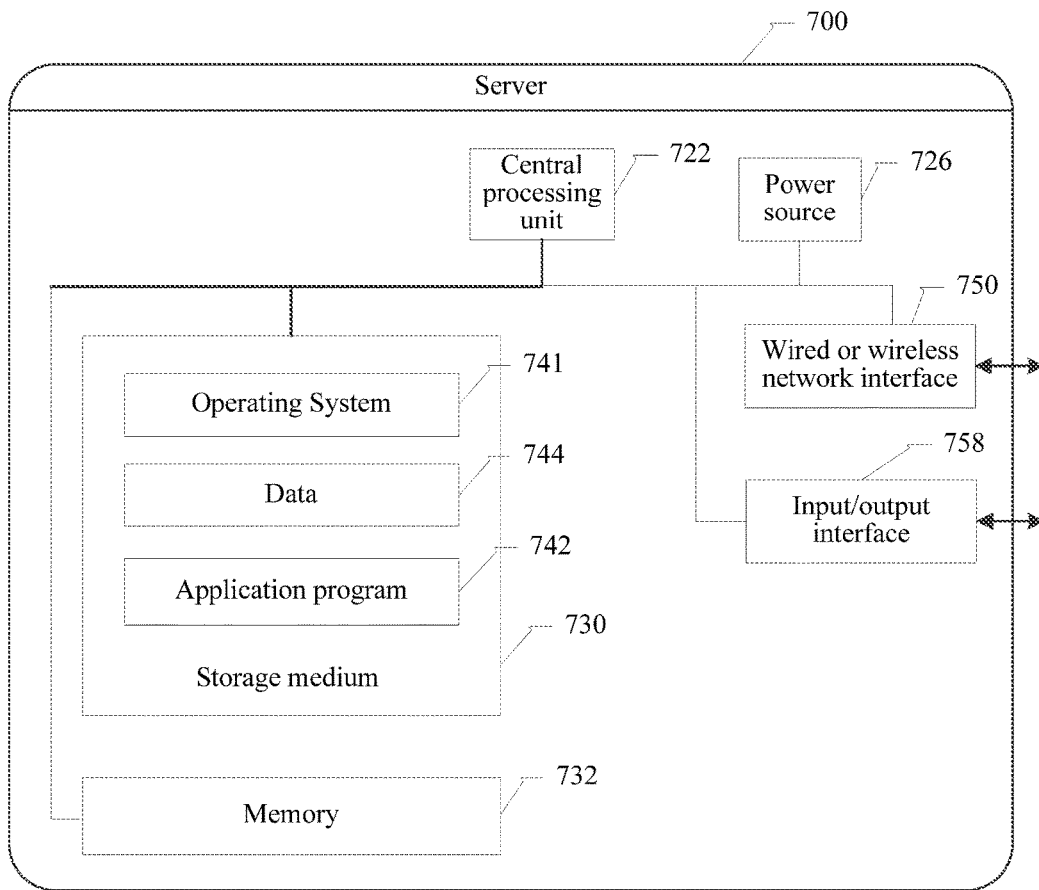 700
Server
Central
processing
unit
722
Power
source
726
750
Wired or wireless
network interface
741
Operating System
744
Data
758
Input/output
interface
742
Application program
730
Storage medium
732
Memory